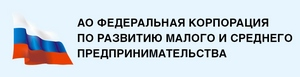 АО ФЕДЕРАЛЬНАЯ КОРПОРАЦИЯ
ПО РАЗВИТИЮ МАЛОГО И СРЕДНЕГО
ПРЕДПРИНИМАТЕЛЬСТВА